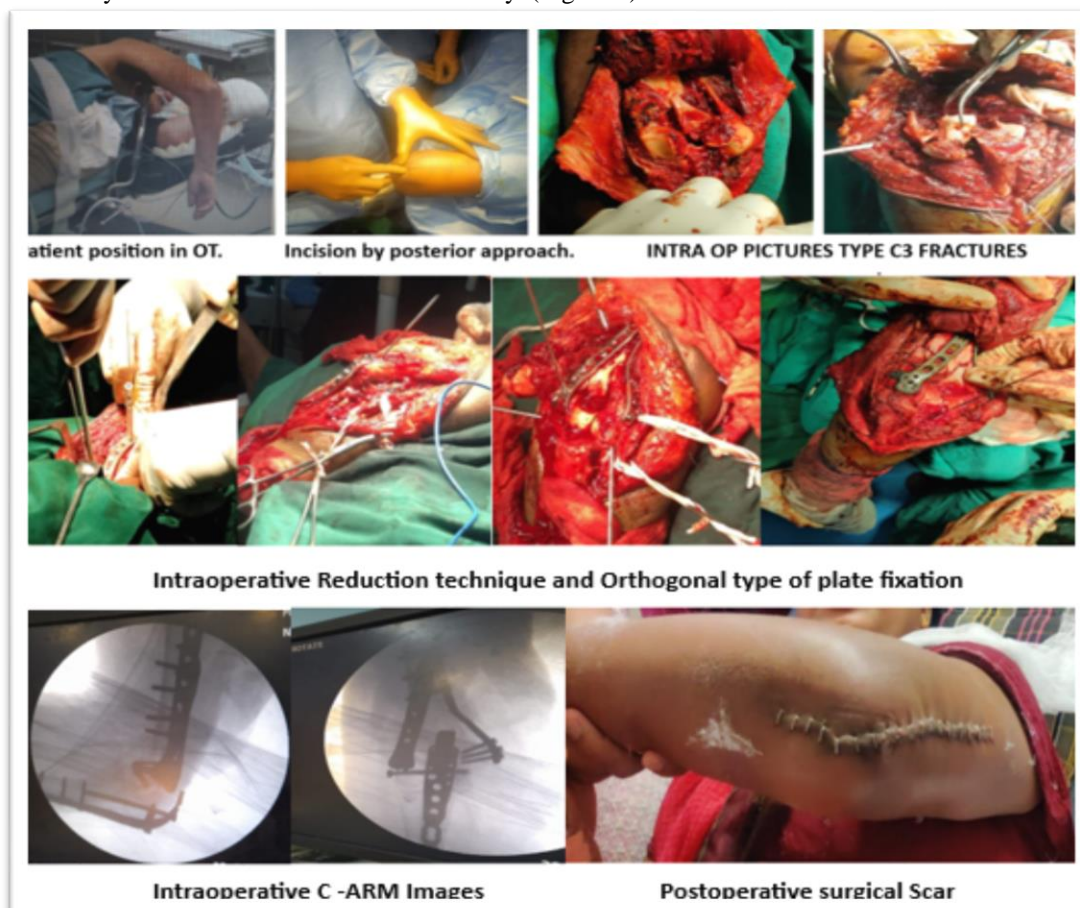 atient position in OT.
Incision by posterior approach.
INTRA OP PICTURES TYPE C3 FRACTURES
Intraoperative Reduction technique and Orthogonal type of plate fixation
Intraoperative C -ARM Images
Postoperative surgical Scar